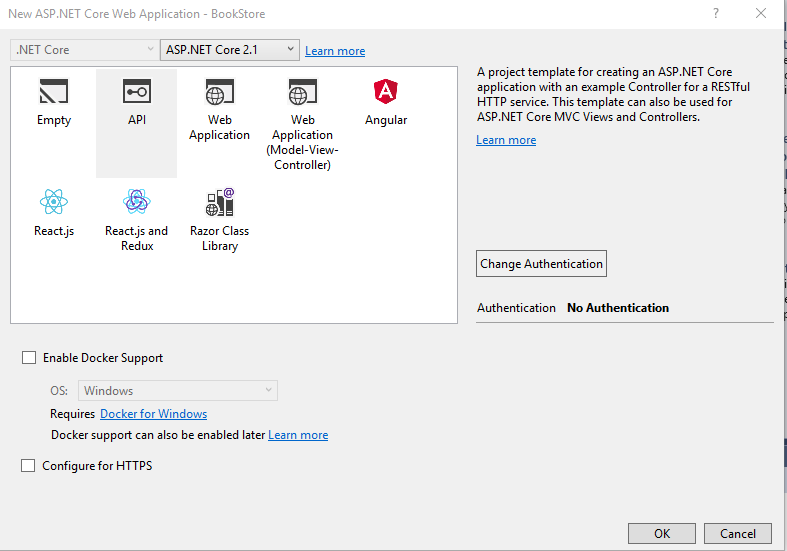 New ASP.NET Core Web Application - BookStore
.NET Core
ASP.NET Core 2.1
Learn more
Empty
API
Web
Application
Web
Application
(Model-View-
Controller)
Angular
React.js
React.js and
Redux
Razor Class
Library
A project template for creating an ASP.NET Core
application with an example Controller for a RESTful
HTTP service. This template can also be used for
ASP.NET Core MVC Views and Controllers.
Learn more
Change Authentication
Authentication No Authentication
Enable Docker Support
OS: Windows
Requires Docker for Windows
Docker support can also be enabled later Learn more
Configure for HTTPS
OK
Cancel